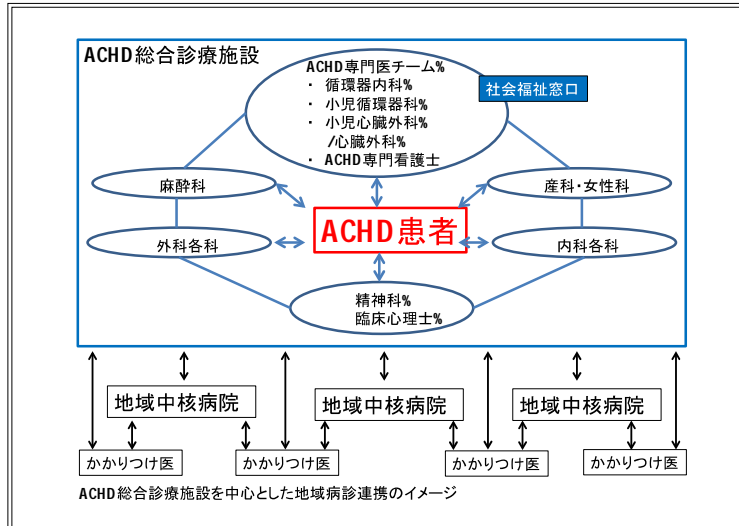 ACHD総合診療施設
ACHD専門医チーム%
・ 循環器内科%
・ 小児循環器科%
・ 小児心臓外科%
/心臓外科%
・ ACHD専門看護士
社会福祉窓口
麻酔科
産科・女性科
ACHD患者
外科各科
内科各科
精神科%
臨床心理士%
地域中核病院
地域中核病院
地域中核病院
かかりつけ医
かかりつけ医
かかりつけ医
かかりつけ医
ACHD総合診療施設を中心とした地域病診連携のイメージ